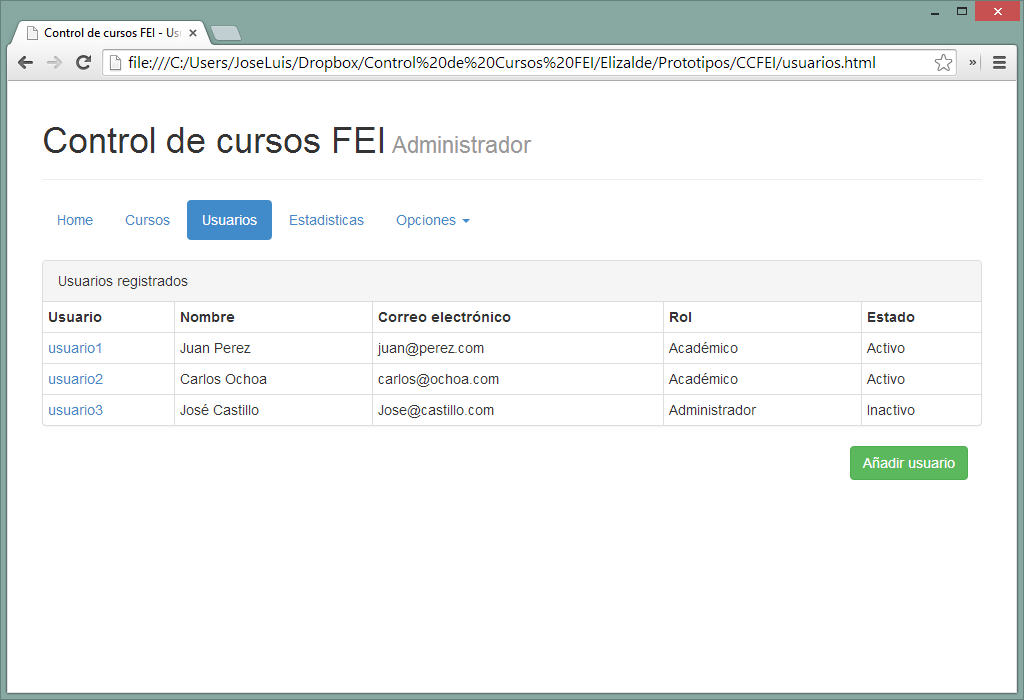 Control de cursos FEI - Us
file:///C:/Users/JoseLuis/Dropbox/Control%20de%20Cursos%20FEI/Elizalde/Prototipos/CCFEI/usuarios.html
Control de cursos FEI Administrador
Home Cursos Usuarios Estadisticas Opciones
Usuarios registrados
Usuario Nombre Correo electrónico Rol Estado
usuario1 Juan Perez juan@perez.com Académico Activo
usuario2 Carlos Ochoa carlos@ochoa.com Académico Activo
usuario3 José Castillo Jose@castillo.com Administrador Inactivo
Añadir usuario